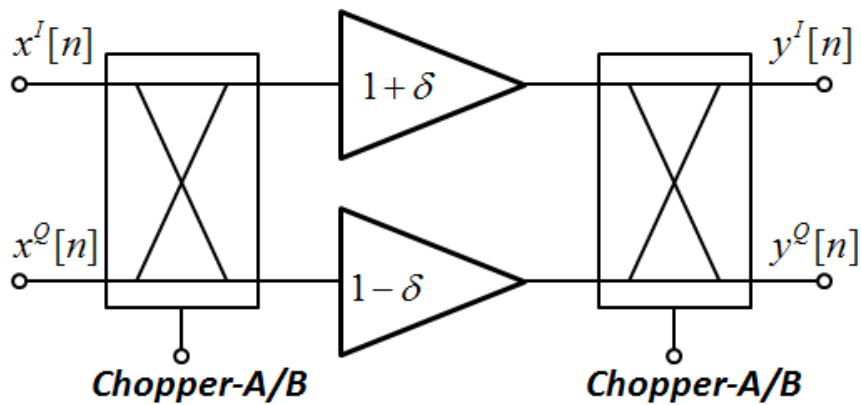 x^I[n]
y^I[n]
1+δ
x^Q[n]
y^Q[n]
1−δ
Chopper-A/B
Chopper-A/B